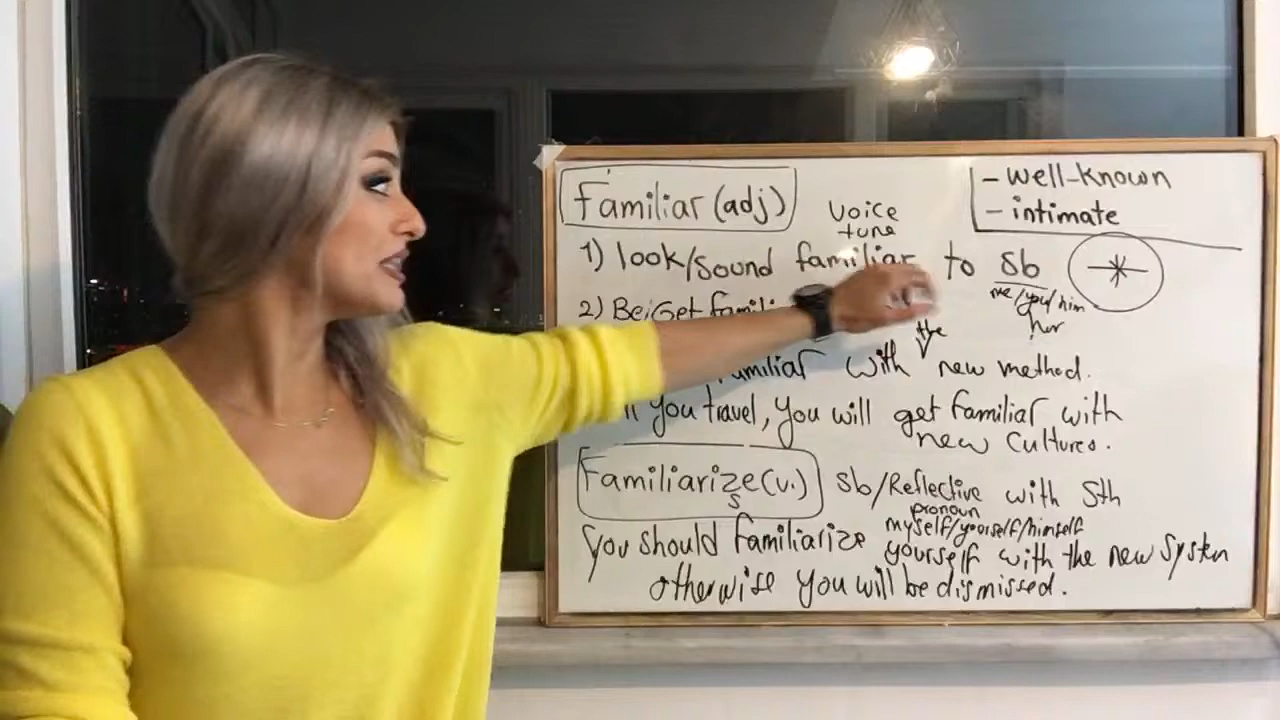 familiar (adj)
- well-known
- intimate
voice
tune
1) look/sound familiar to sb
me/you/him
her
2) Be/Get
the
with new method.
you travel, you will get familiar with
new cultures.
Familiarize (v.) sb/Reflective with sth
s
pronoun
myself/yourself/himself
You should familiarize yourself with the new system
otherwise you will be dismissed.